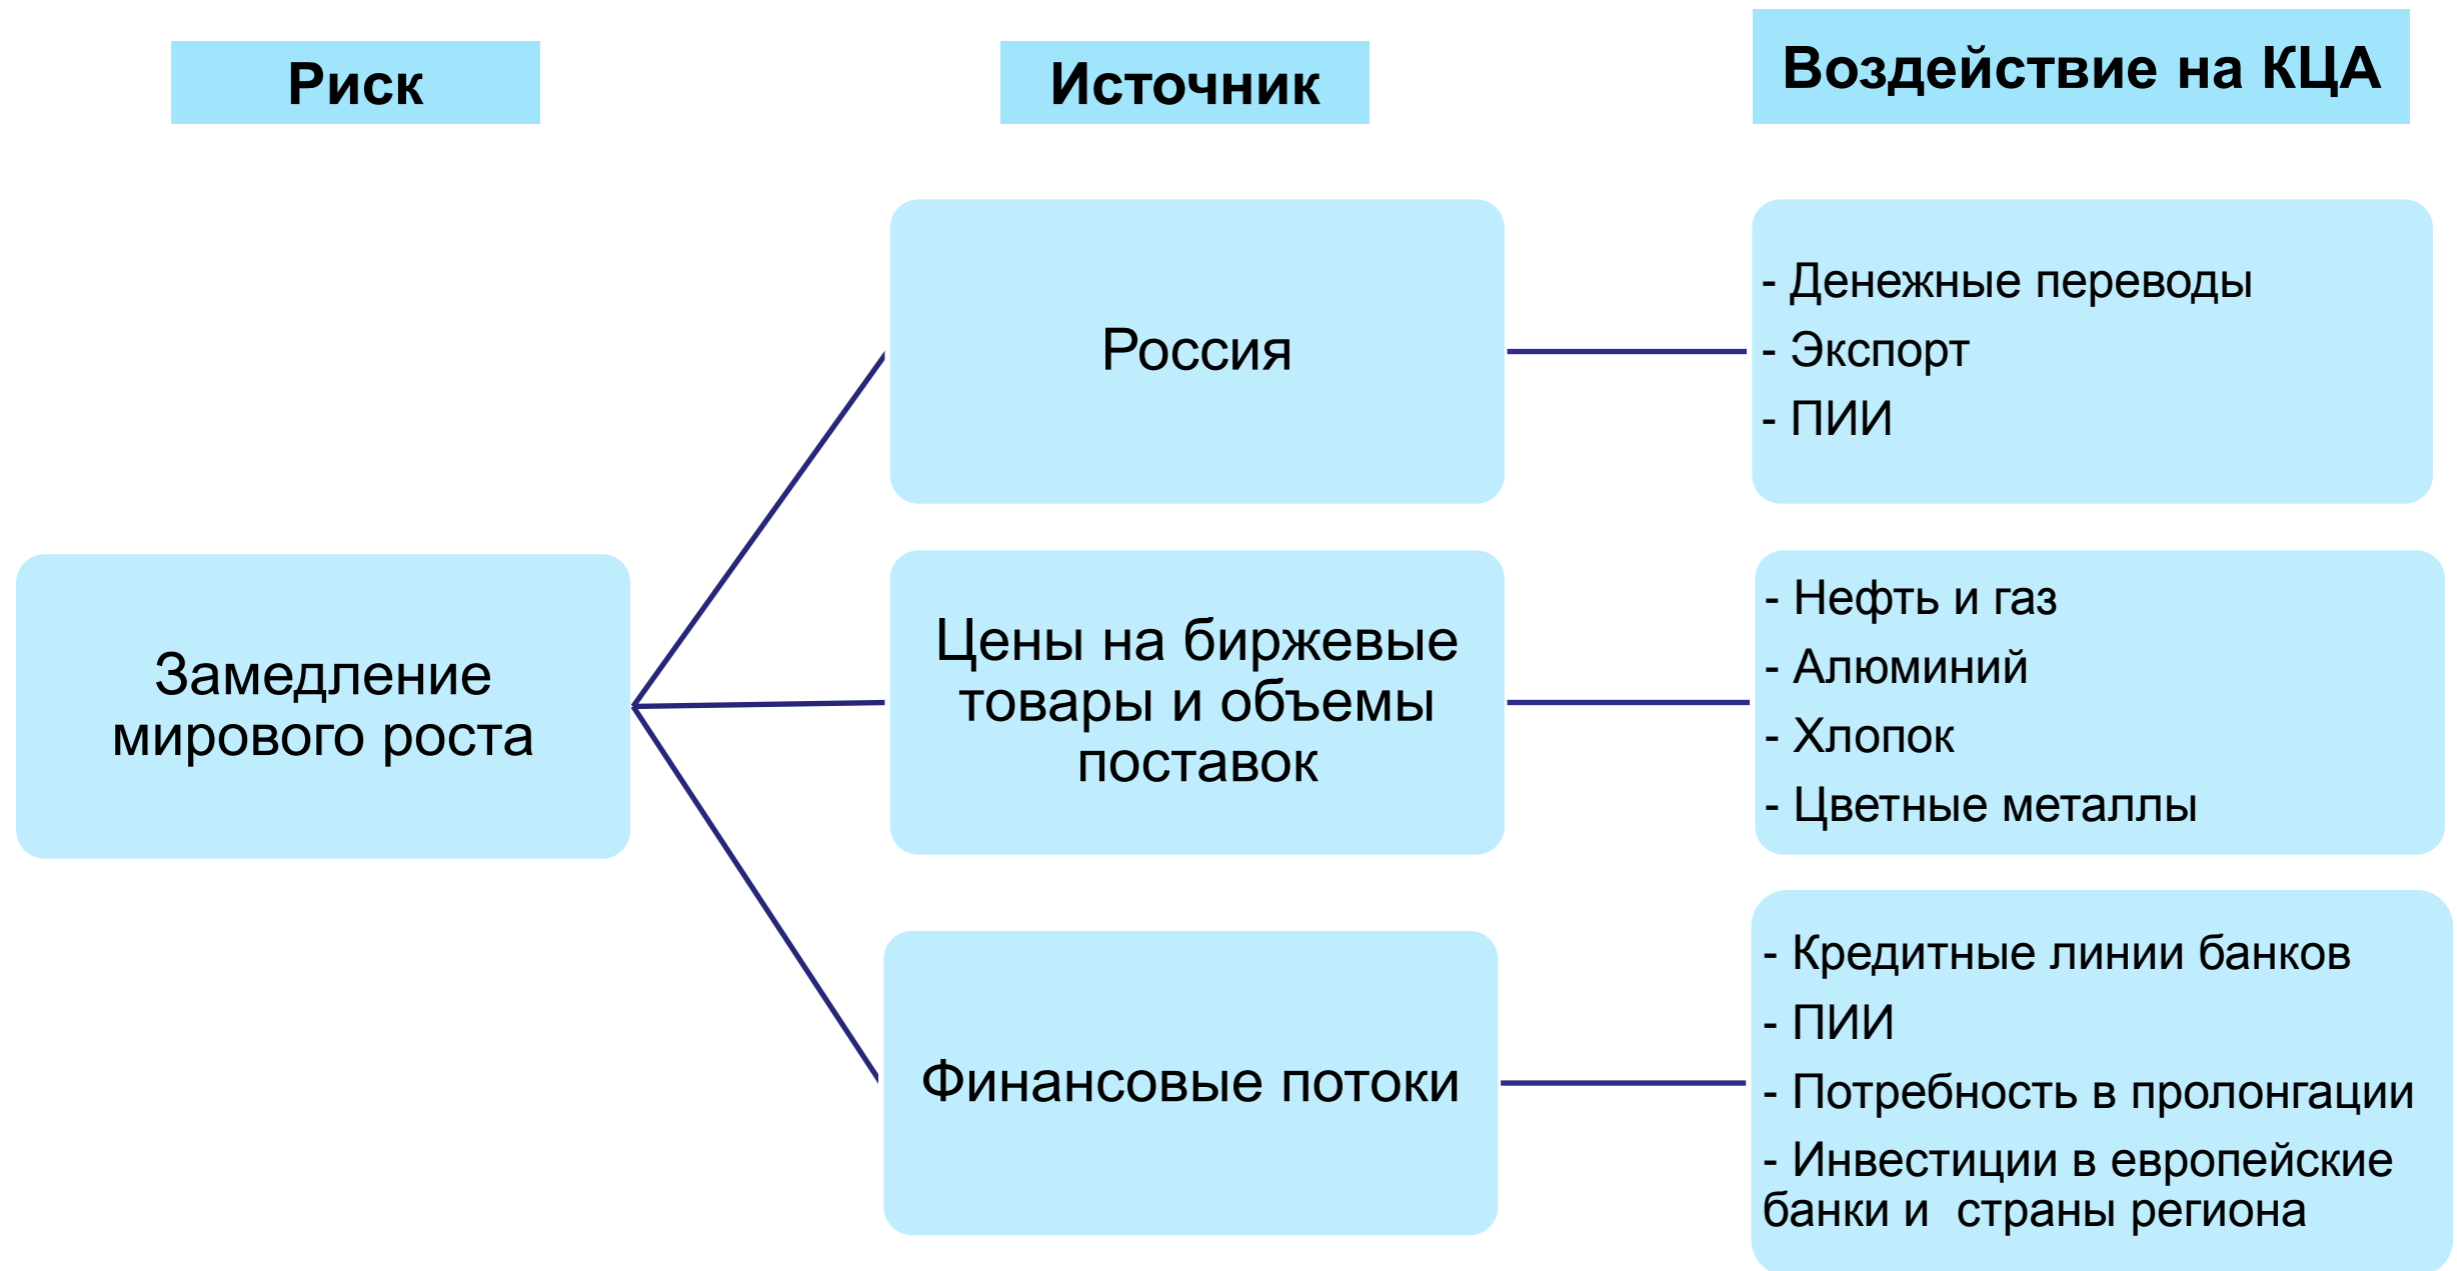 Риск
Источник
Воздействие на КЦА
Замедление
мирового роста
Россия
- Денежные переводы
- Экспорт
- ПИИ
Цены на биржевые
товары и объемы
поставок
- Нефть и газ
- Алюминий
- Хлопок
- Цветные металлы
Финансовые потоки
- Кредитные линии банков
- ПИИ
- Потребность в пролонгации
- Инвестиции в европейские
банки и  страны региона